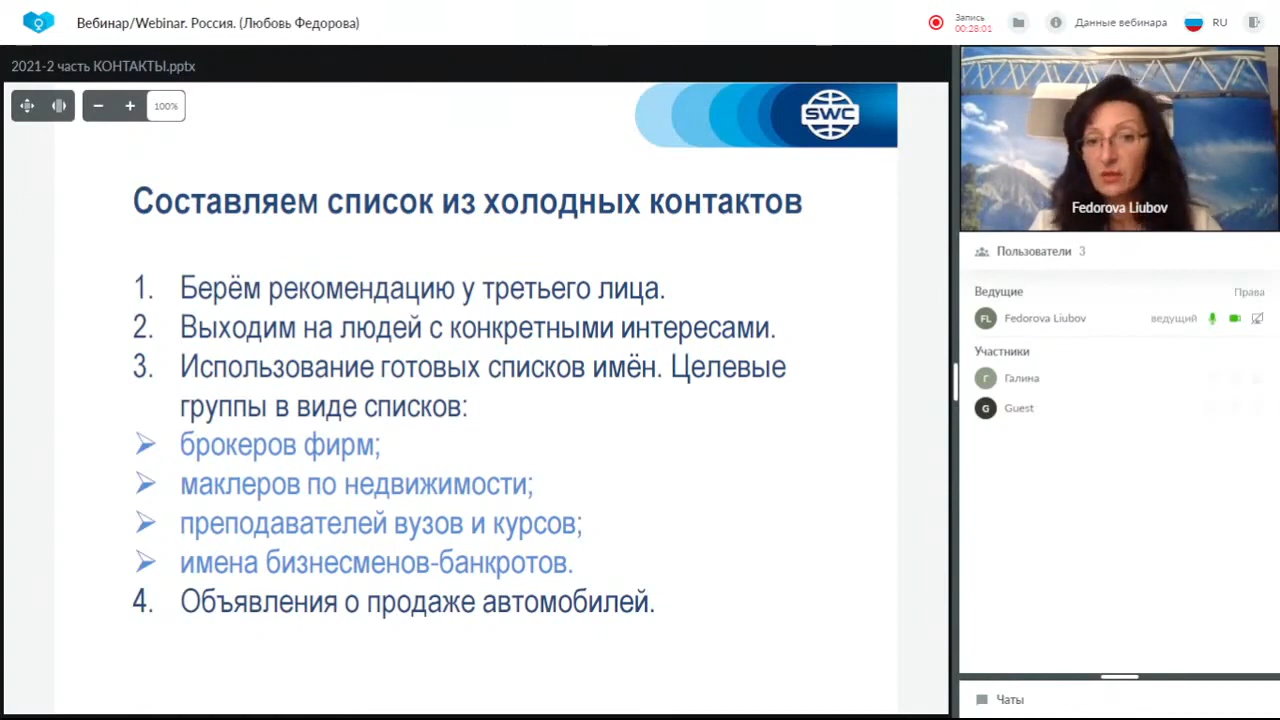 Вебинар/Webinar. Россия. (Любовь Федорова)
Запись
00:28:01
Данные вебинара
RU
2021-2 часть КОНТАКТЫ.pptx
100%
SWC
Составляем список из холодных контактов
1. Берём рекомендацию у третьего лица.
2. Выходим на людей с конкретными интересами.
3. Использование готовых списков имён. Целевые
группы в виде списков:
брокеров фирм;
маклеров по недвижимости;
преподавателей вузов и курсов;
имена бизнесменов-банкротов.
4. Объявления о продаже автомобилей.
Fedorova Liubov
Пользователи 3
Ведущие Права
FL Fedorova Liubov ведущий
Участники
Г Галина
G Guest
Чаты